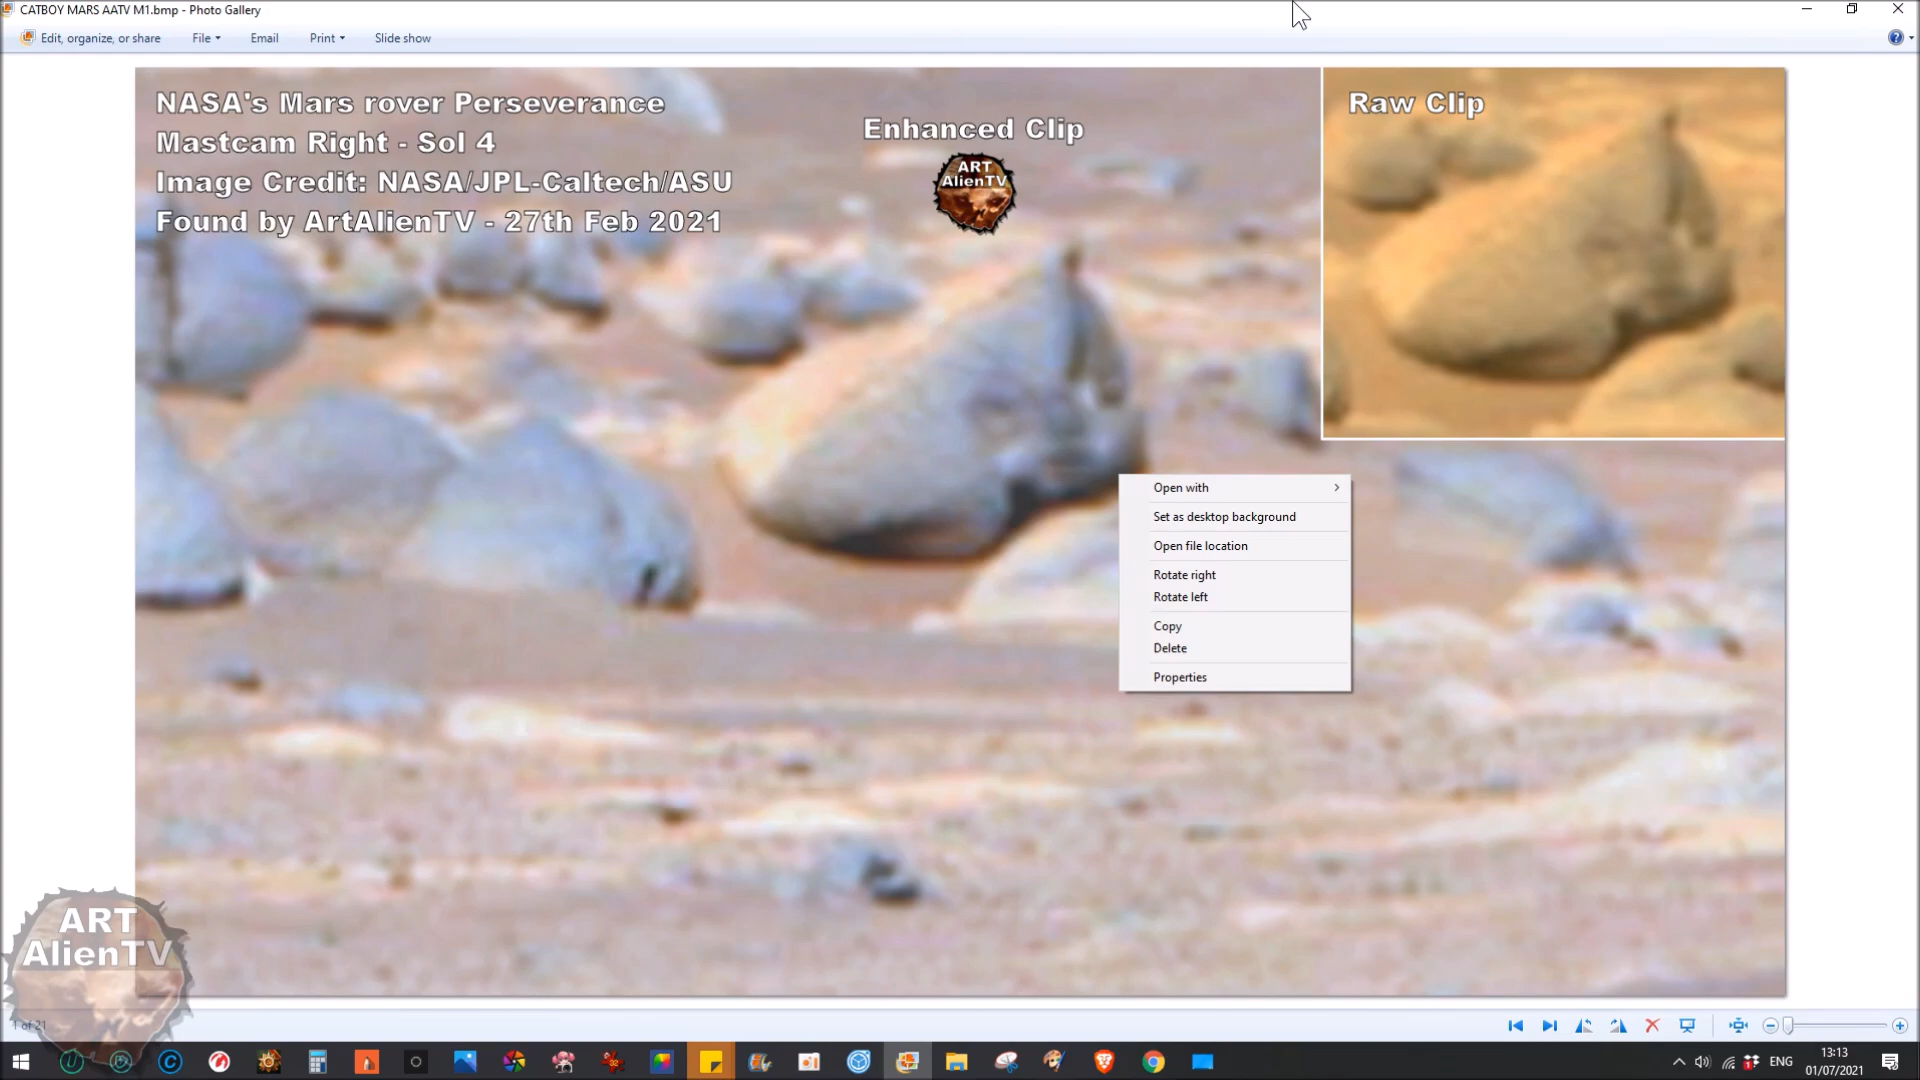 CATBOY MARS AATV M1.bmp - Photo Gallery
Edit, organize, or share File Email Print Slide show
NASA's Mars rover Perseverance
Mastcam Right - Sol 4
Image Credit: NASA/JPL-Caltech/ASU
Found by ArtAlienTV - 27th Feb 2021
Enhanced Clip
ART
AlienTV
Raw Clip
Open with
Set as desktop background
Open file location
Rotate right
Rotate left
Copy
Delete
Properties
ART
AlienTV
1 of 21
ENG
13:13
01/07/2021